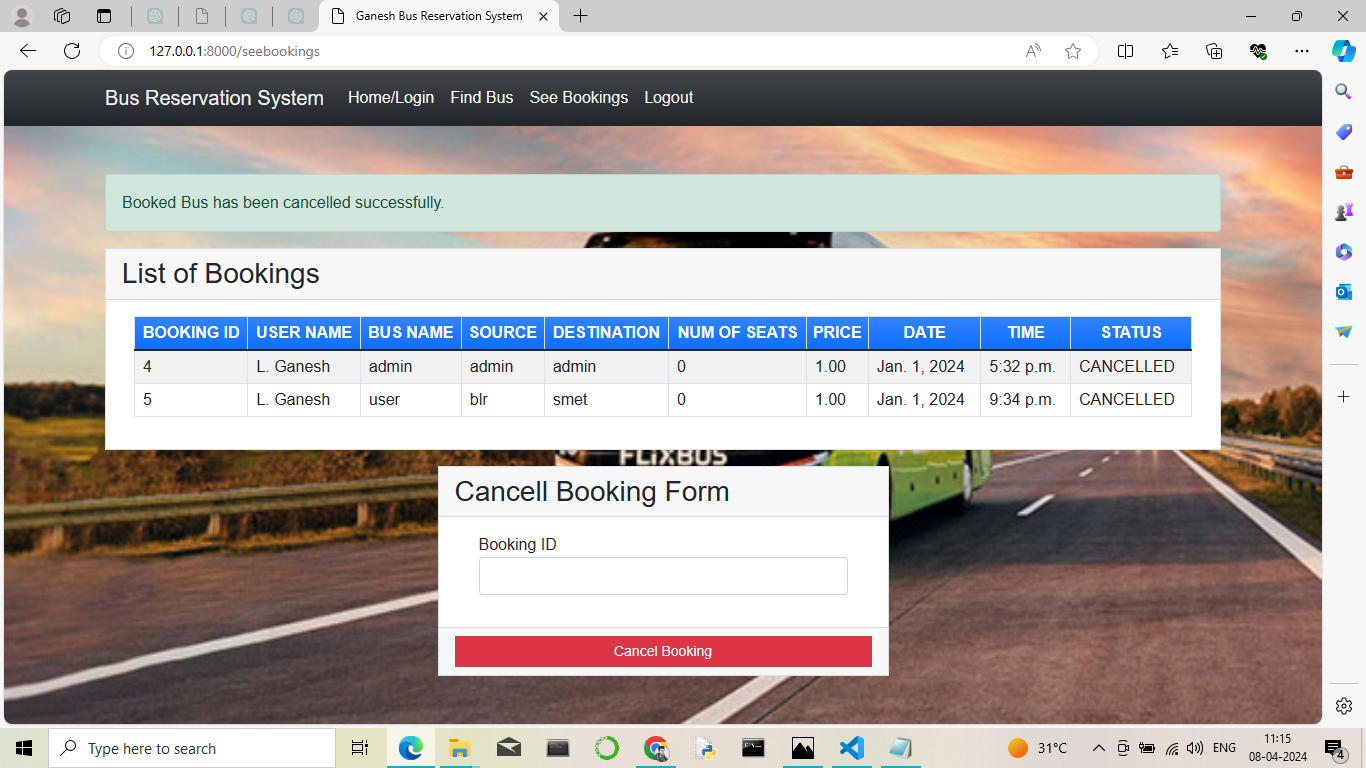 Ganesh Bus Reservation System
127.0.0.1:8000/seebookings
Bus Reservation System Home/Login Find Bus See Bookings Logout
Booked Bus has been cancelled successfully.
List of Bookings
BOOKING ID USER NAME BUS NAME SOURCE DESTINATION NUM OF SEATS PRICE DATE TIME STATUS
4 L. Ganesh admin admin admin 0 1.00 Jan. 1, 2024 5:32 p.m. CANCELLED
5 L. Ganesh user blr smet 0 1.00 Jan. 1, 2024 9:34 p.m. CANCELLED
FLiXBUS
Cancell Booking Form
Booking ID
Cancel Booking
Type here to search
31°C
ENG
11:15
08-04-2024
4